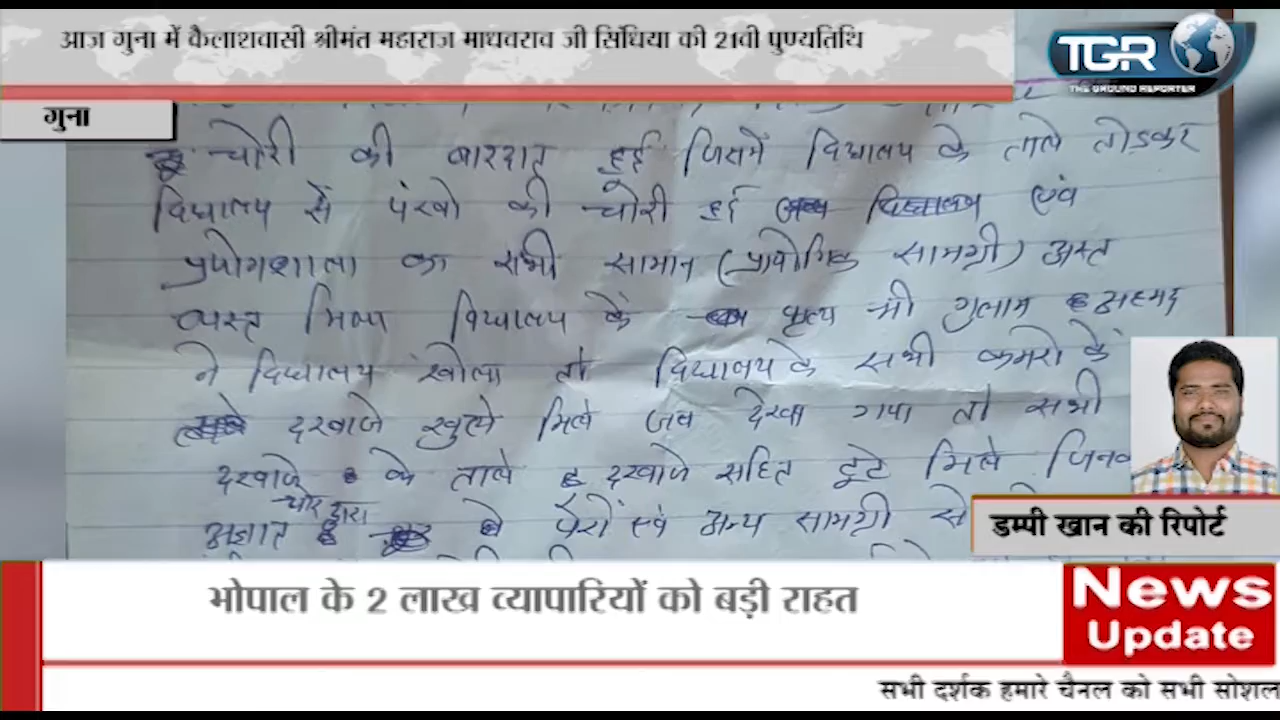 आज गुना में कैलाशवासी श्रीमंत महाराज माधवराव जी सिंधिया की 21वी पुण्यतिथि
TGR
THE GROUND REPORTER
गुना
चोरी की बारदात हुई जिसमें विद्यालय के ताले तोडकर
विद्यालय सें पंखो की चोरी हुई एवं
प्रयोगशाला का सभी सामान (प्रायोगिक सामग्री) अस्त
व्यस्त मिला विद्यालय के भृत्य श्री गुलाम अहमद
ने विद्यालय खोला तो विद्यालय के सभी कमरो कें
दरवाजे खुले मिले जब देखा गया तो सभी
दरवाजे के ताले दरवाजे सहित टूटे मिले
अज्ञात चोर द्वारा पेरों एवं अन्य सामग्री से
डम्पी खान की रिपोर्ट
भोपाल के 2 लाख व्यापारियों को बड़ी राहत
News
Update
सभी दर्शक हमारे चैनल को सभी सोशल